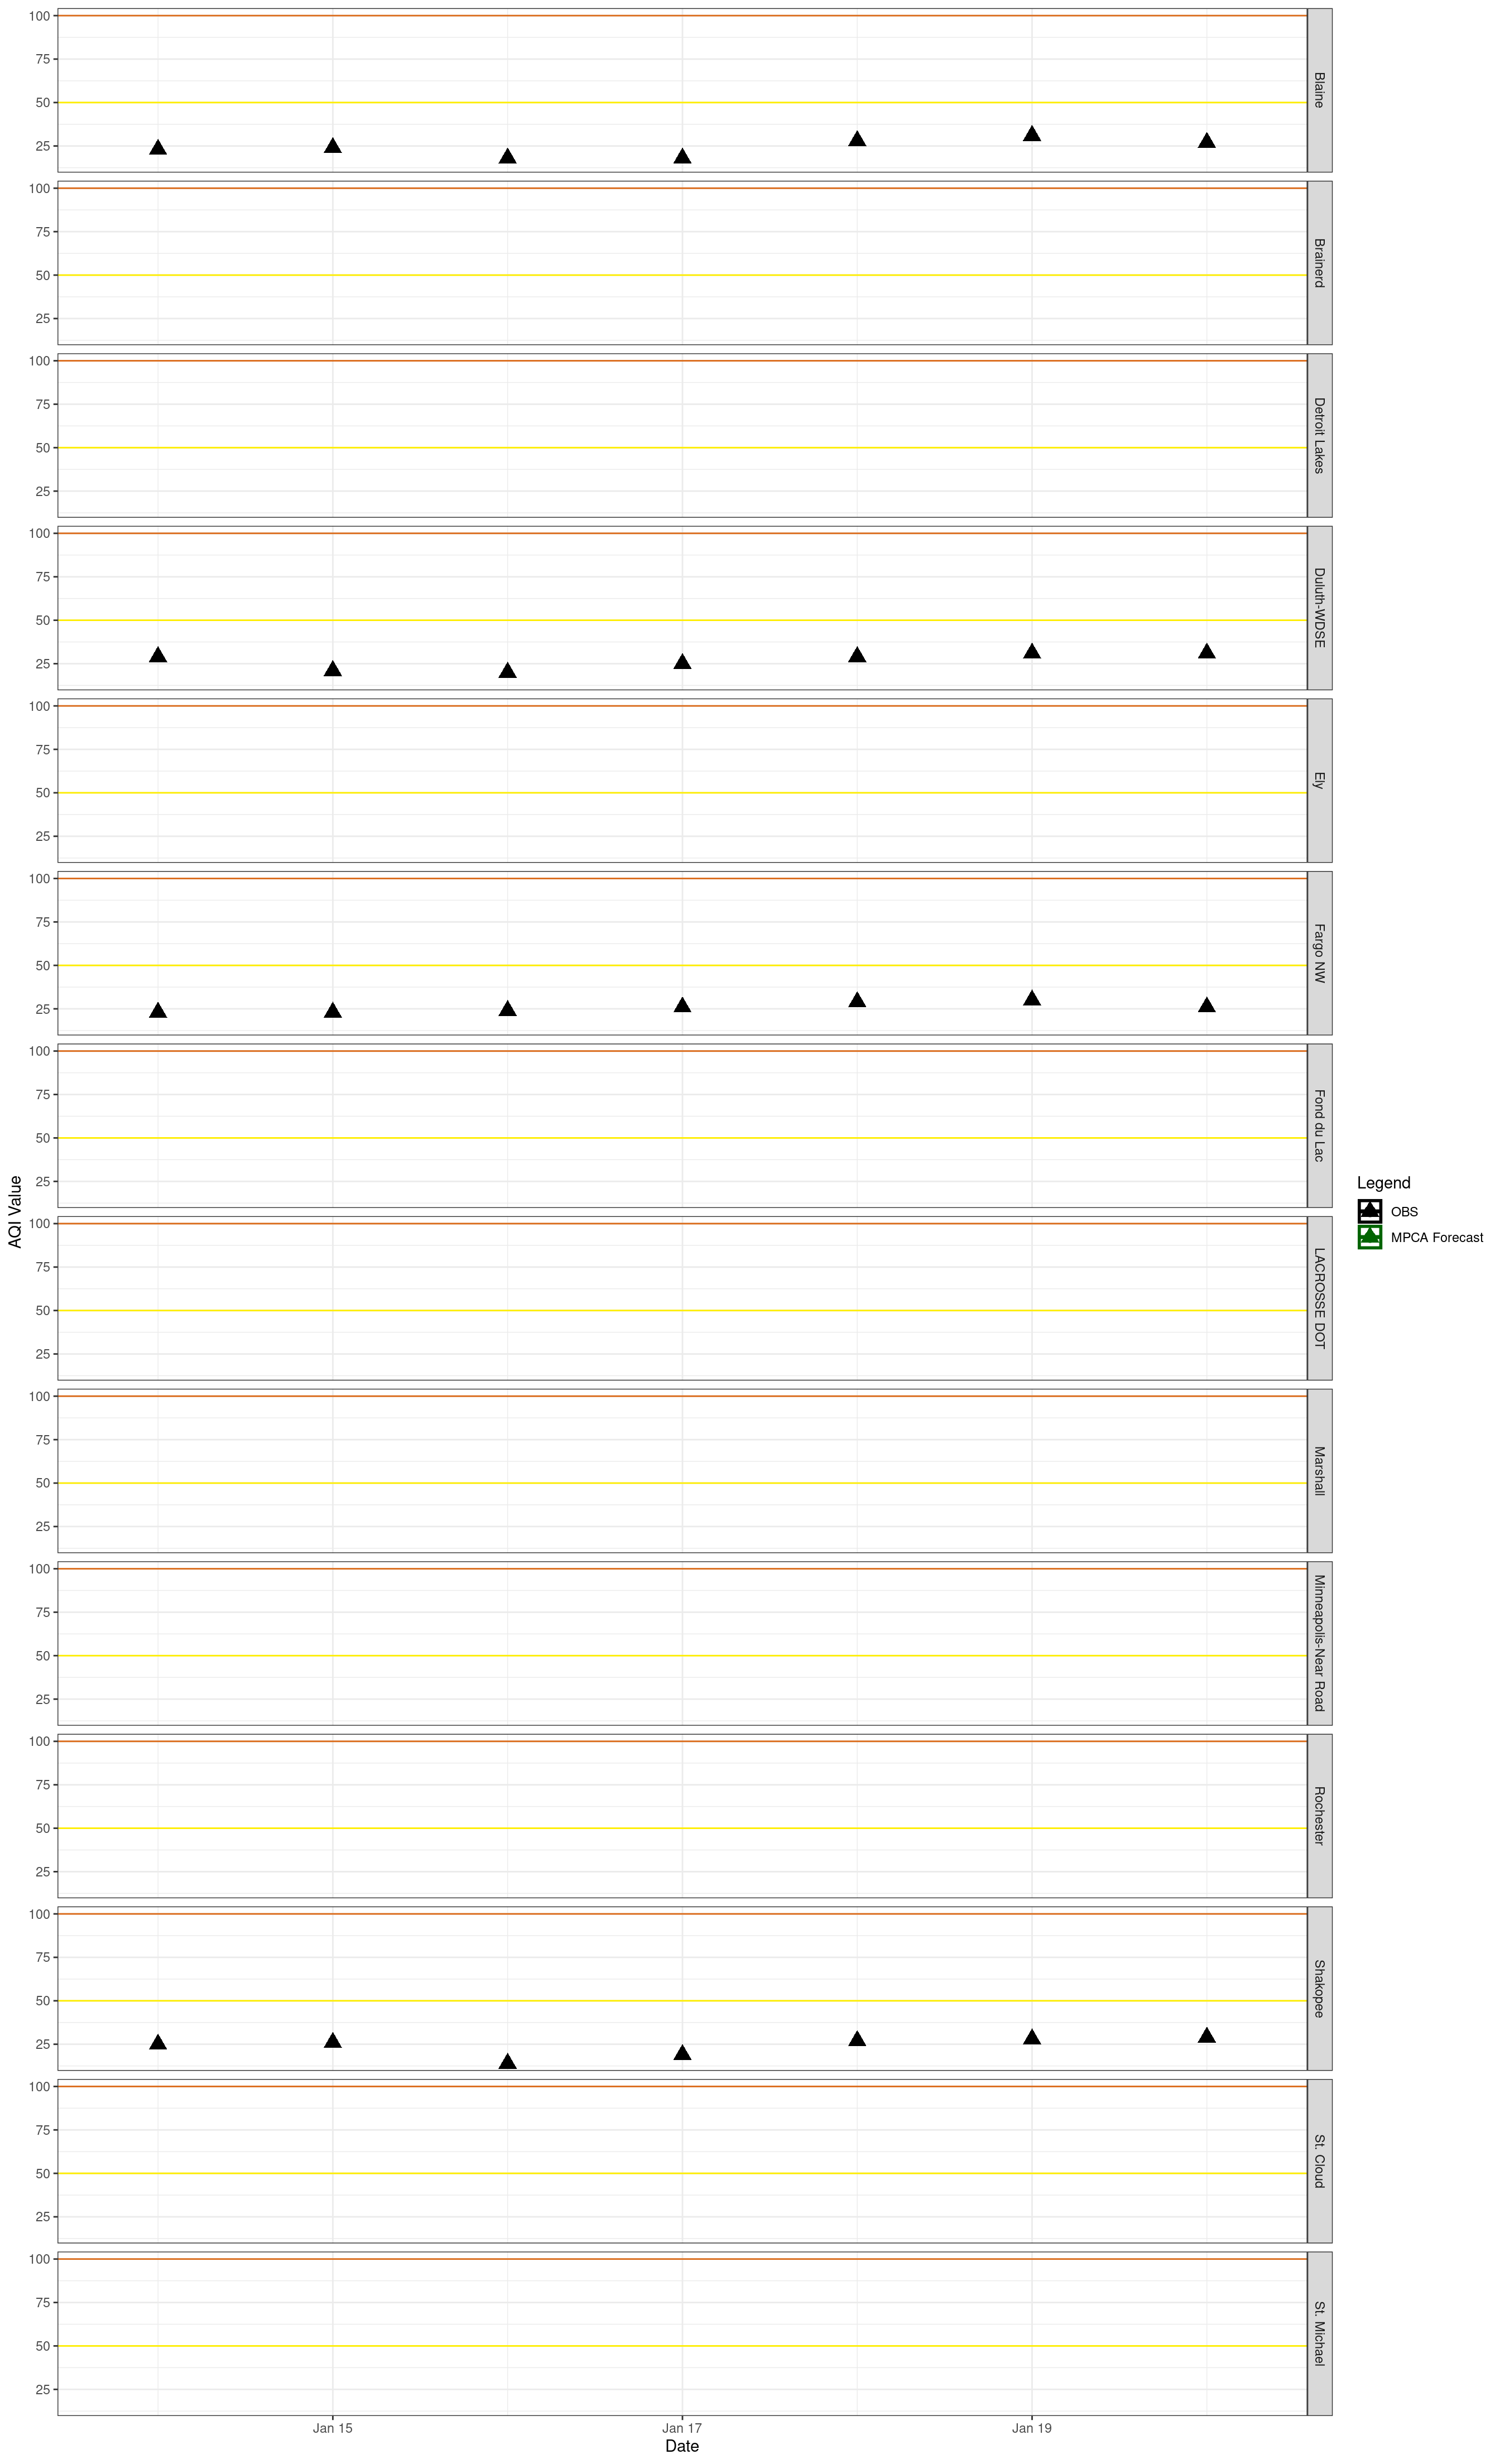 100
75
50
25
Blaine
100
75
50
25
Brainerd
100
75
50
25
Detroit Lakes
100
75
50
25
Duluth-WDSE
100
75
50
25
Ely
100
75
50
25
Fargo NW
100
75
50
25
Fond du Lac
100
75
50
25
LACROSSE DOT
100
75
50
25
Marshall
100
75
50
25
Minneapolis-Near Road
100
75
50
25
Rochester
100
75
50
25
Shakopee
100
75
50
25
St. Cloud
100
75
50
25
St. Michael
Jan 15
Jan 17
Jan 19
Date
AQI Value
Legend
OBS
MPCA Forecast